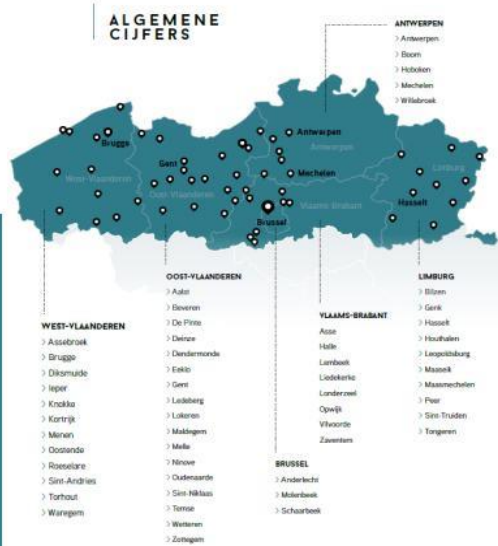 ALGEMENE
CIJFERS
ANTWERPEN
> Antwerpen
> Boom
> Hoboken
> Mechelen
> Willebroek
Brugge
Antwerpen
Antwerpen
Gent
Mechelen
Limburg
West-Vlaanderen
Oost-Vlaanderen
Vlaams-Brabant
Hasselt
Brussel
WEST-VLAANDEREN
> Assebroek
> Brugge
> Diksmuide
> Ieper
> Knokke
> Kortrijk
> Menen
> Oostende
> Roeselare
> Sint-Andries
> Torhout
> Waregem
OOST-VLAANDEREN
> Aalst
> Beveren
> De Pinte
> Deinze
> Dendermonde
> Eeklo
> Gent
> Ledeberg
> Lokeren
> Maldegem
> Melle
> Ninove
> Oudenaarde
> Sint-Niklaas
> Temse
> Wetteren
> Zottegem
BRUSSEL
> Anderlecht
> Molenbeek
> Schaarbeek
VLAAMS-BRABANT
Asse
Halle
Lembeek
Liedekerke
Londerzeel
Opwijk
Vilvoorde
Zaventem
LIMBURG
> Bilzen
> Genk
> Hasselt
> Houthalen
> Leopoldsburg
> Maaseik
> Maasmechelen
> Peer
> Sint-Truiden
> Tongeren